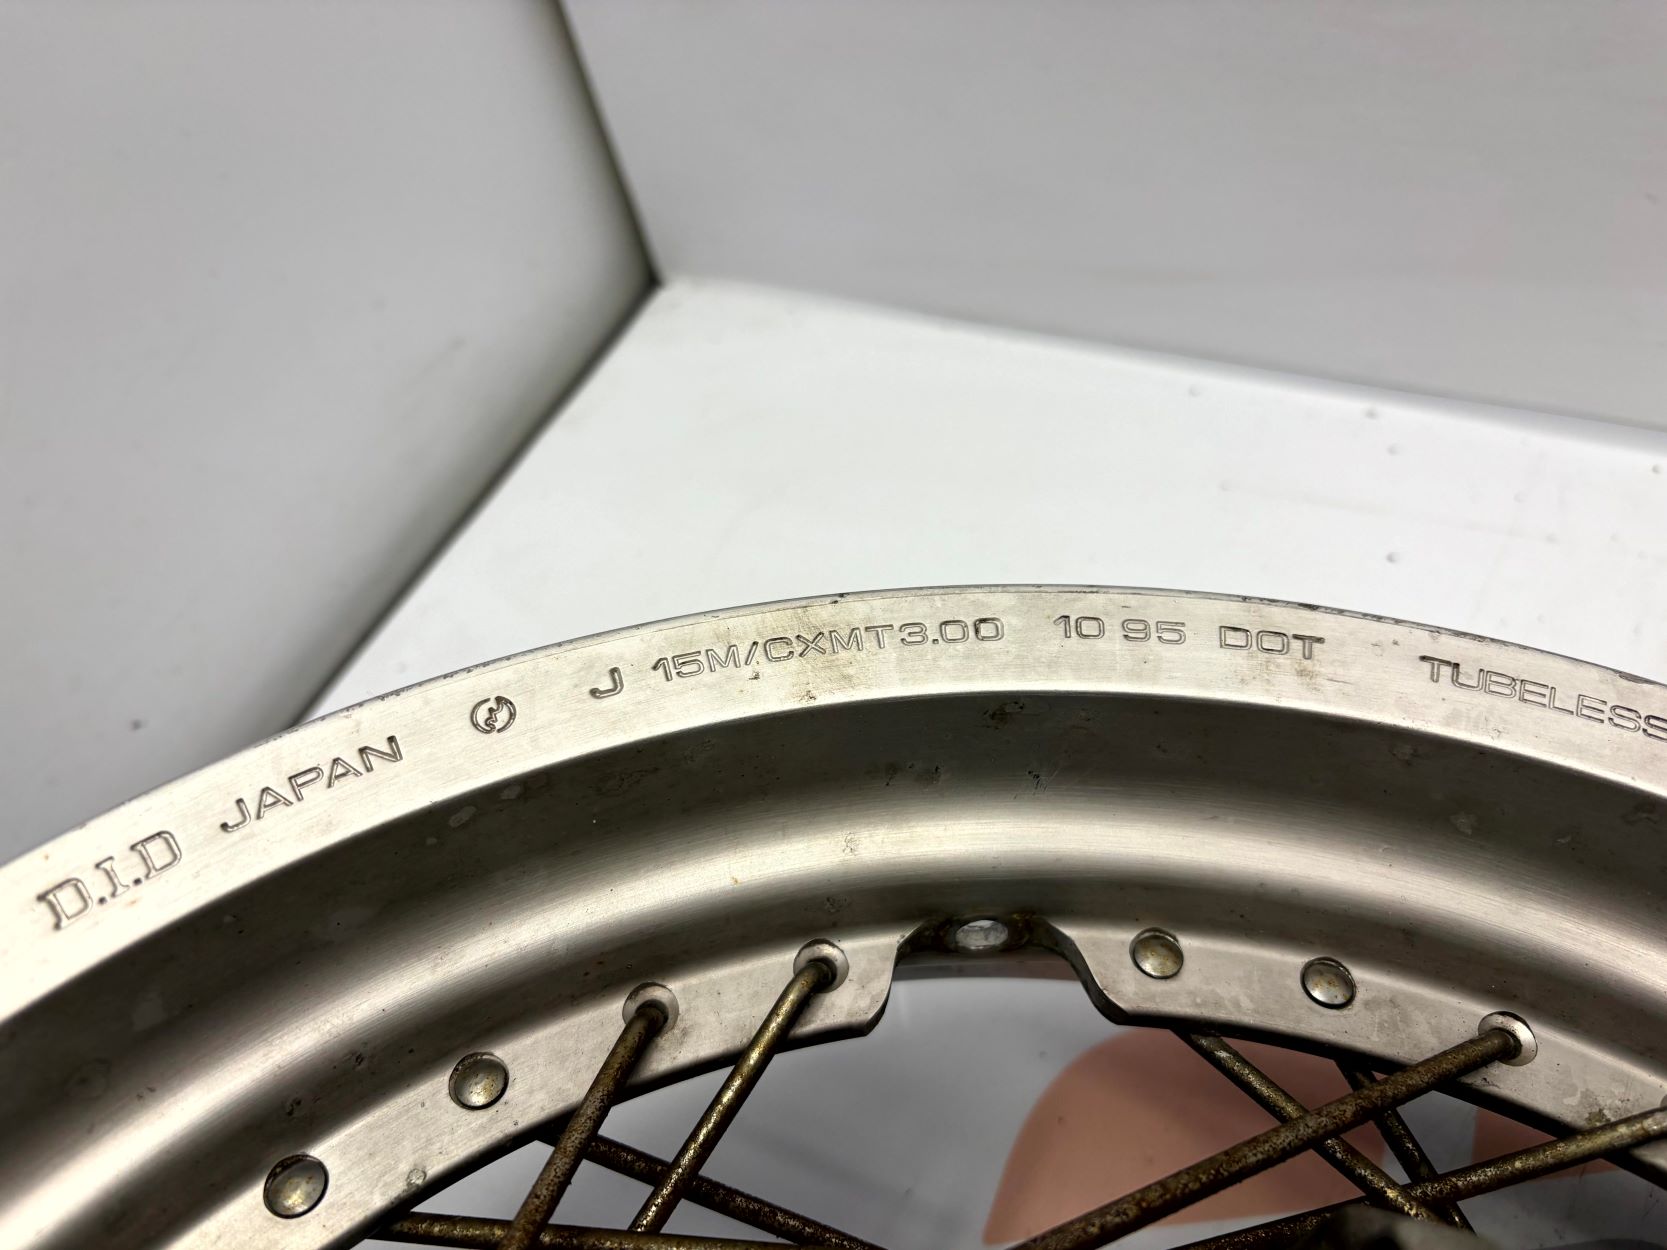 D.I.D JAPAN J 15M/CXMT3.00 10 95 DOT TUBELESS